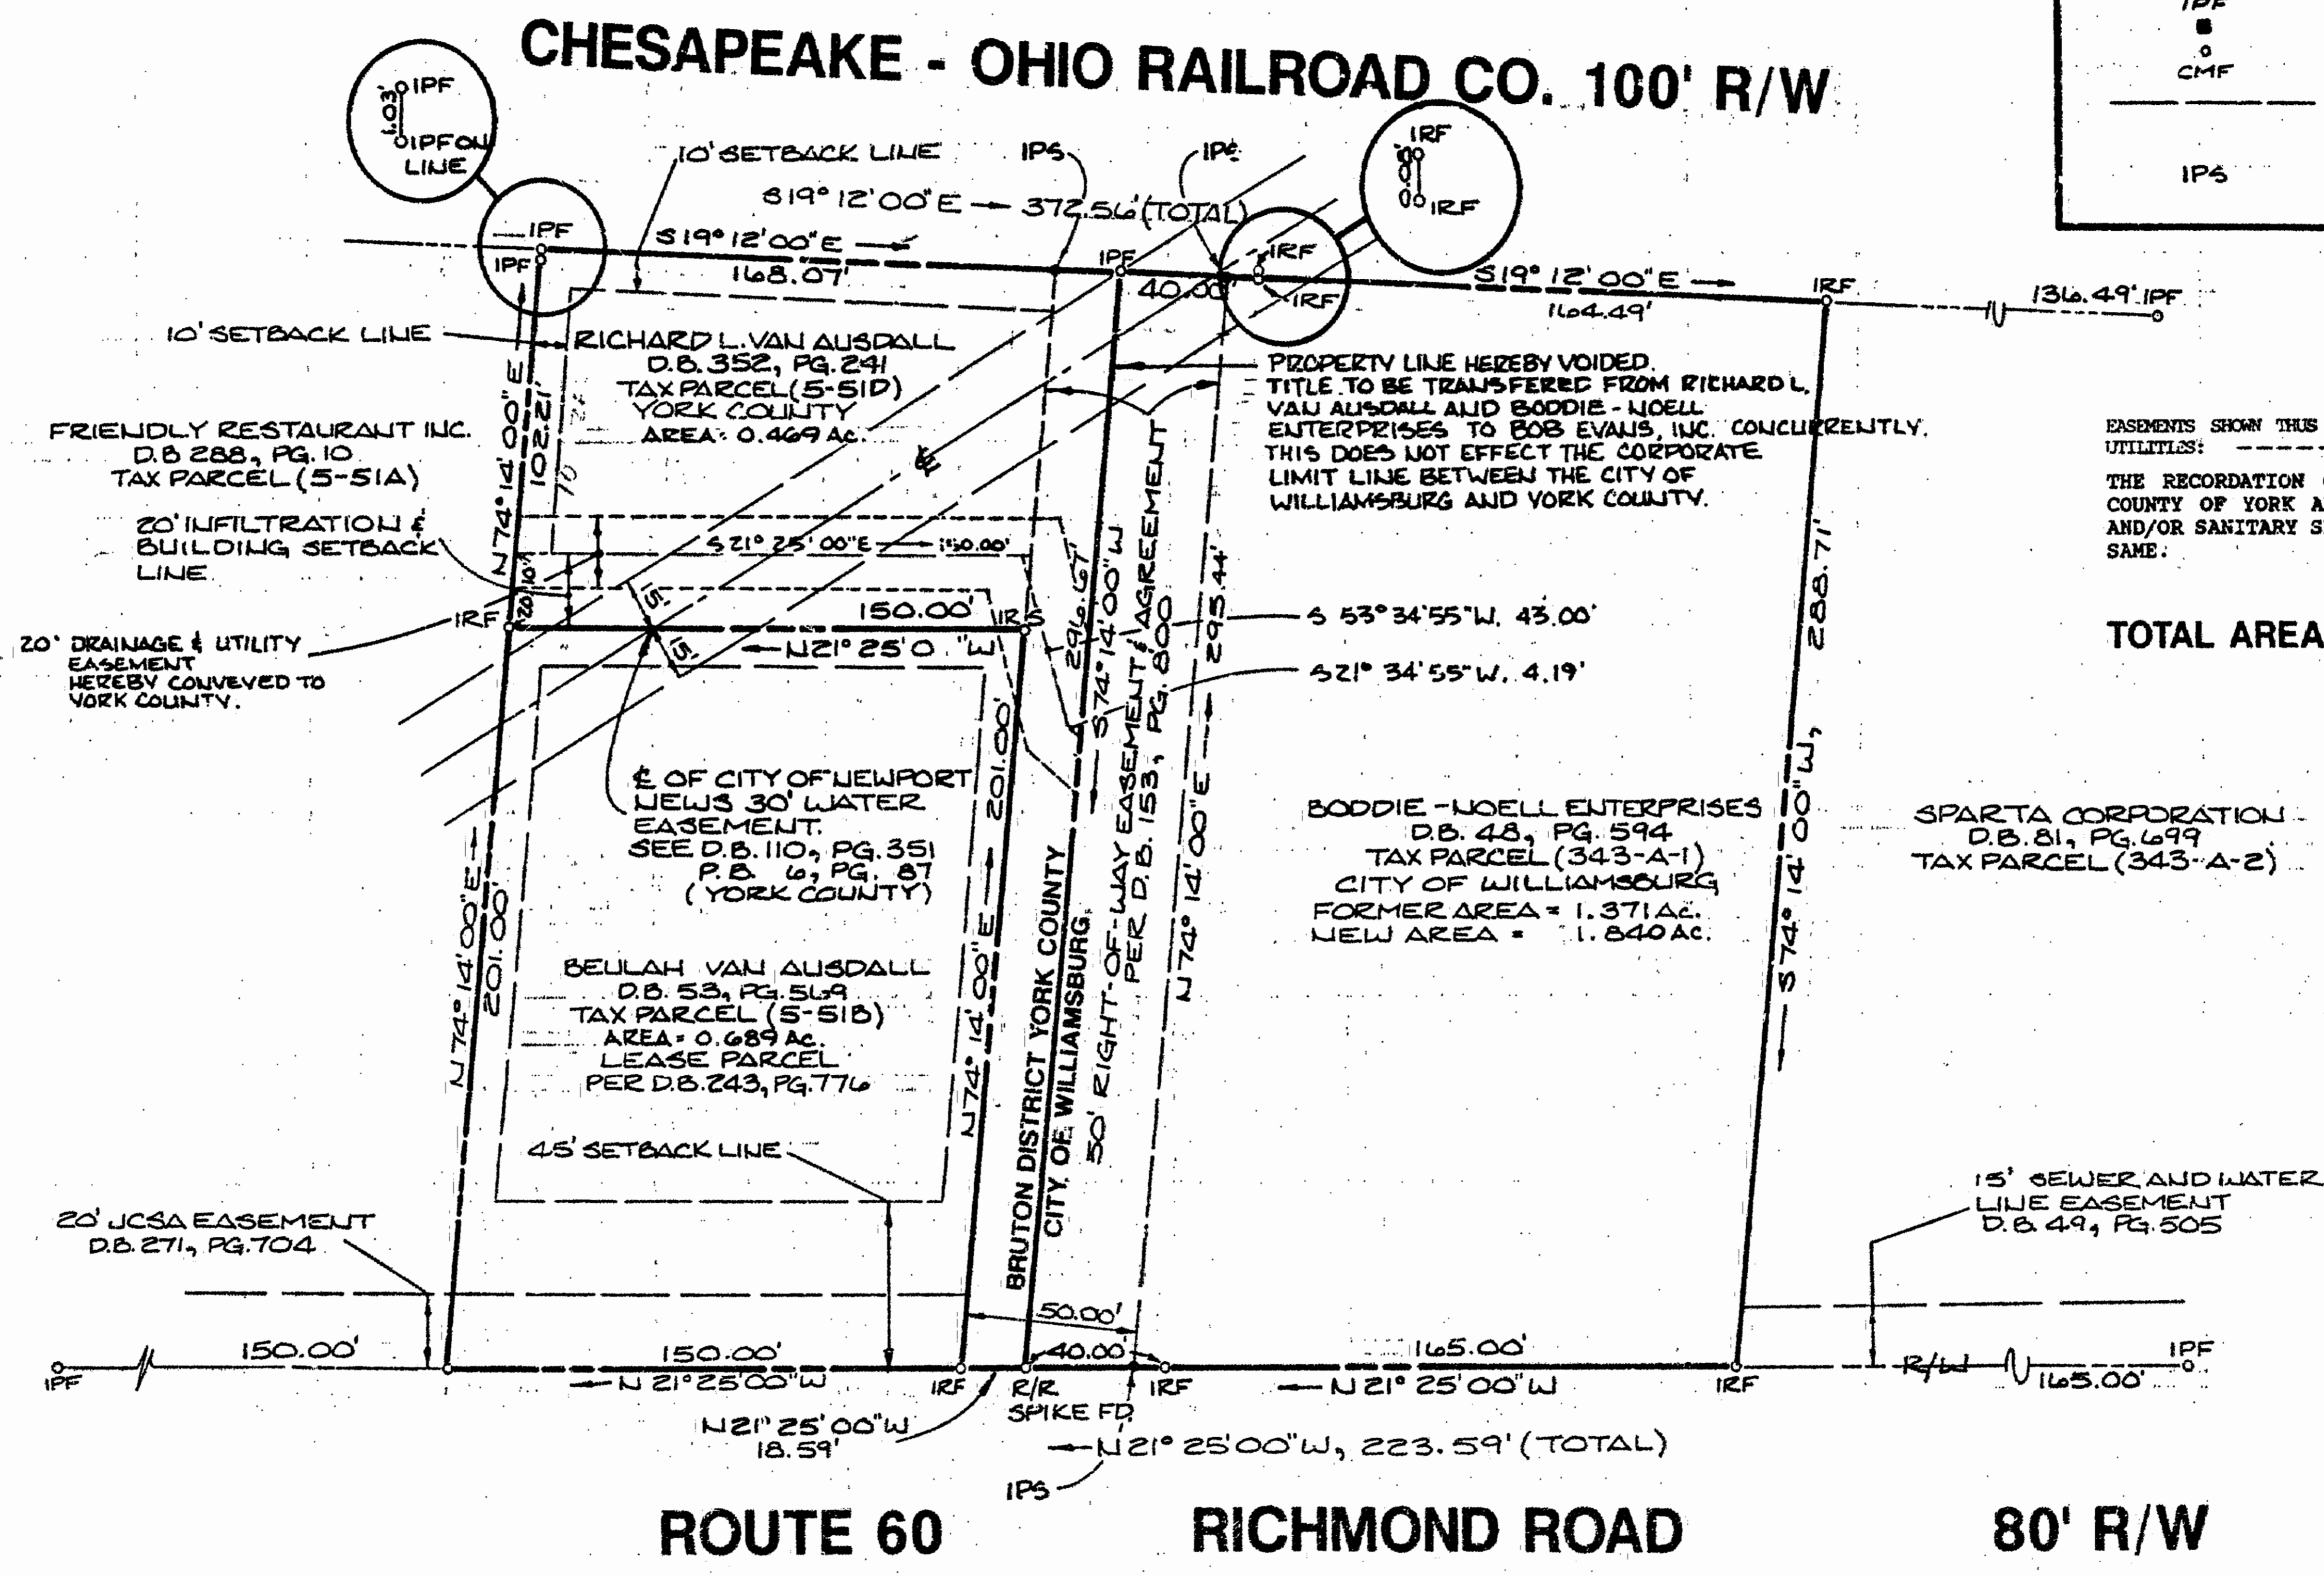 CHESAPEAKE - OHIO RAILROAD CO. 100' R/W
IPF
1.03'
IPF ON
LINE
IPF
CMF
IPS
10' SETBACK LINE
IPS
IPS
IRF
IRF
S19°12'00"E 372.56' (TOTAL)
IPF
IPF
S19°12'00"E
168.07'
IPF
40.00'
IRF
IRF
S19°12'00"E
164.49'
IRF
136.49' IPF
10' SETBACK LINE
RICHARD L. VAN AUSDALL
D.B. 352, PG. 241
TAX PARCEL (5-51D)
YORK COUNTY
AREA: 0.469 AC.
PROPERTY LINE HEREBY VOIDED.
TITLE TO BE TRANSFERED FROM RICHARD L.
VAN AUSDALL AND BODDIE-NOELL
ENTERPRISES TO BOB EVANS, INC. CONCURRENTLY.
THIS DOES NOT EFFECT THE CORPORATE
LIMIT LINE BETWEEN THE CITY OF
WILLIAMSBURG AND YORK COUNTY.
FRIENDLY RESTAURANT INC.
D.B 288, PG. 10
TAX PARCEL (5-51A)
N74°14'00"E
102.21'
EASEMENTS SHOWN THUS
UTILITIES:
THE RECORDATION
COUNTY OF YORK A
AND/OR SANITARY S
SAME.
20' INFILTRATION &
BUILDING SETBACK
LINE
S21°25'00"E 150.00'
10'
20'
IRF
150.00'
IRS
15'
15'
20' DRAINAGE & UTILITY
EASEMENT
HEREBY CONVEYED TO
YORK COUNTY.
296.67'
S74°14'00"W
295.44'
N74°14'00"E
S 53°34'55"W. 43.00'
S21°34'55"W. 4.19'
288.71'
S74°14'00"W,
TOTAL AREA
℄ OF CITY OF NEWPORT
NEWS 30' WATER
EASEMENT.
SEE D.B. 110, PG. 351
P.B. 6, PG. 87
(YORK COUNTY)
201.00'
N74°14'00"E
BODDIE-NOELL ENTERPRISES
D.B. 48, PG. 594
TAX PARCEL (343-A-1)
CITY OF WILLIAMSBURG
FORMER AREA = 1.371 AC.
NEW AREA = 1.840 AC.
SPARTA CORPORATION
D.B. 81, PG. 699
TAX PARCEL (343-A-2)
N74°14'00"E
201.00'
BEULAH VAN AUSDALL
D.B. 53, PG. 569
TAX PARCEL (5-51B)
AREA = 0.689 AC.
LEASE PARCEL
PER D.B. 243, PG. 776
BRUTON DISTRICT YORK COUNTY
CITY OF WILLIAMSBURG
50' RIGHT-OF-WAY EASEMENT & AGREEMENT
PER D.B. 153, PG. 800
45' SETBACK LINE
20' JCSA EASEMENT
D.B. 271, PG. 704
15' SEWER AND WATER
LINE EASEMENT
D.B. 49, PG. 505
50.00'
IPF
150.00'
150.00'
N 21°25'00"W
IRF
R/R
SPIKE FD.
40.00'
IRF
165.00'
N 21°25'00"W
IRF
R/W
165.00'
IPF
N21°25'00"W
18.59'
N21°25'00"W, 223.59' (TOTAL)
IPS
ROUTE 60 RICHMOND ROAD 80' R/W